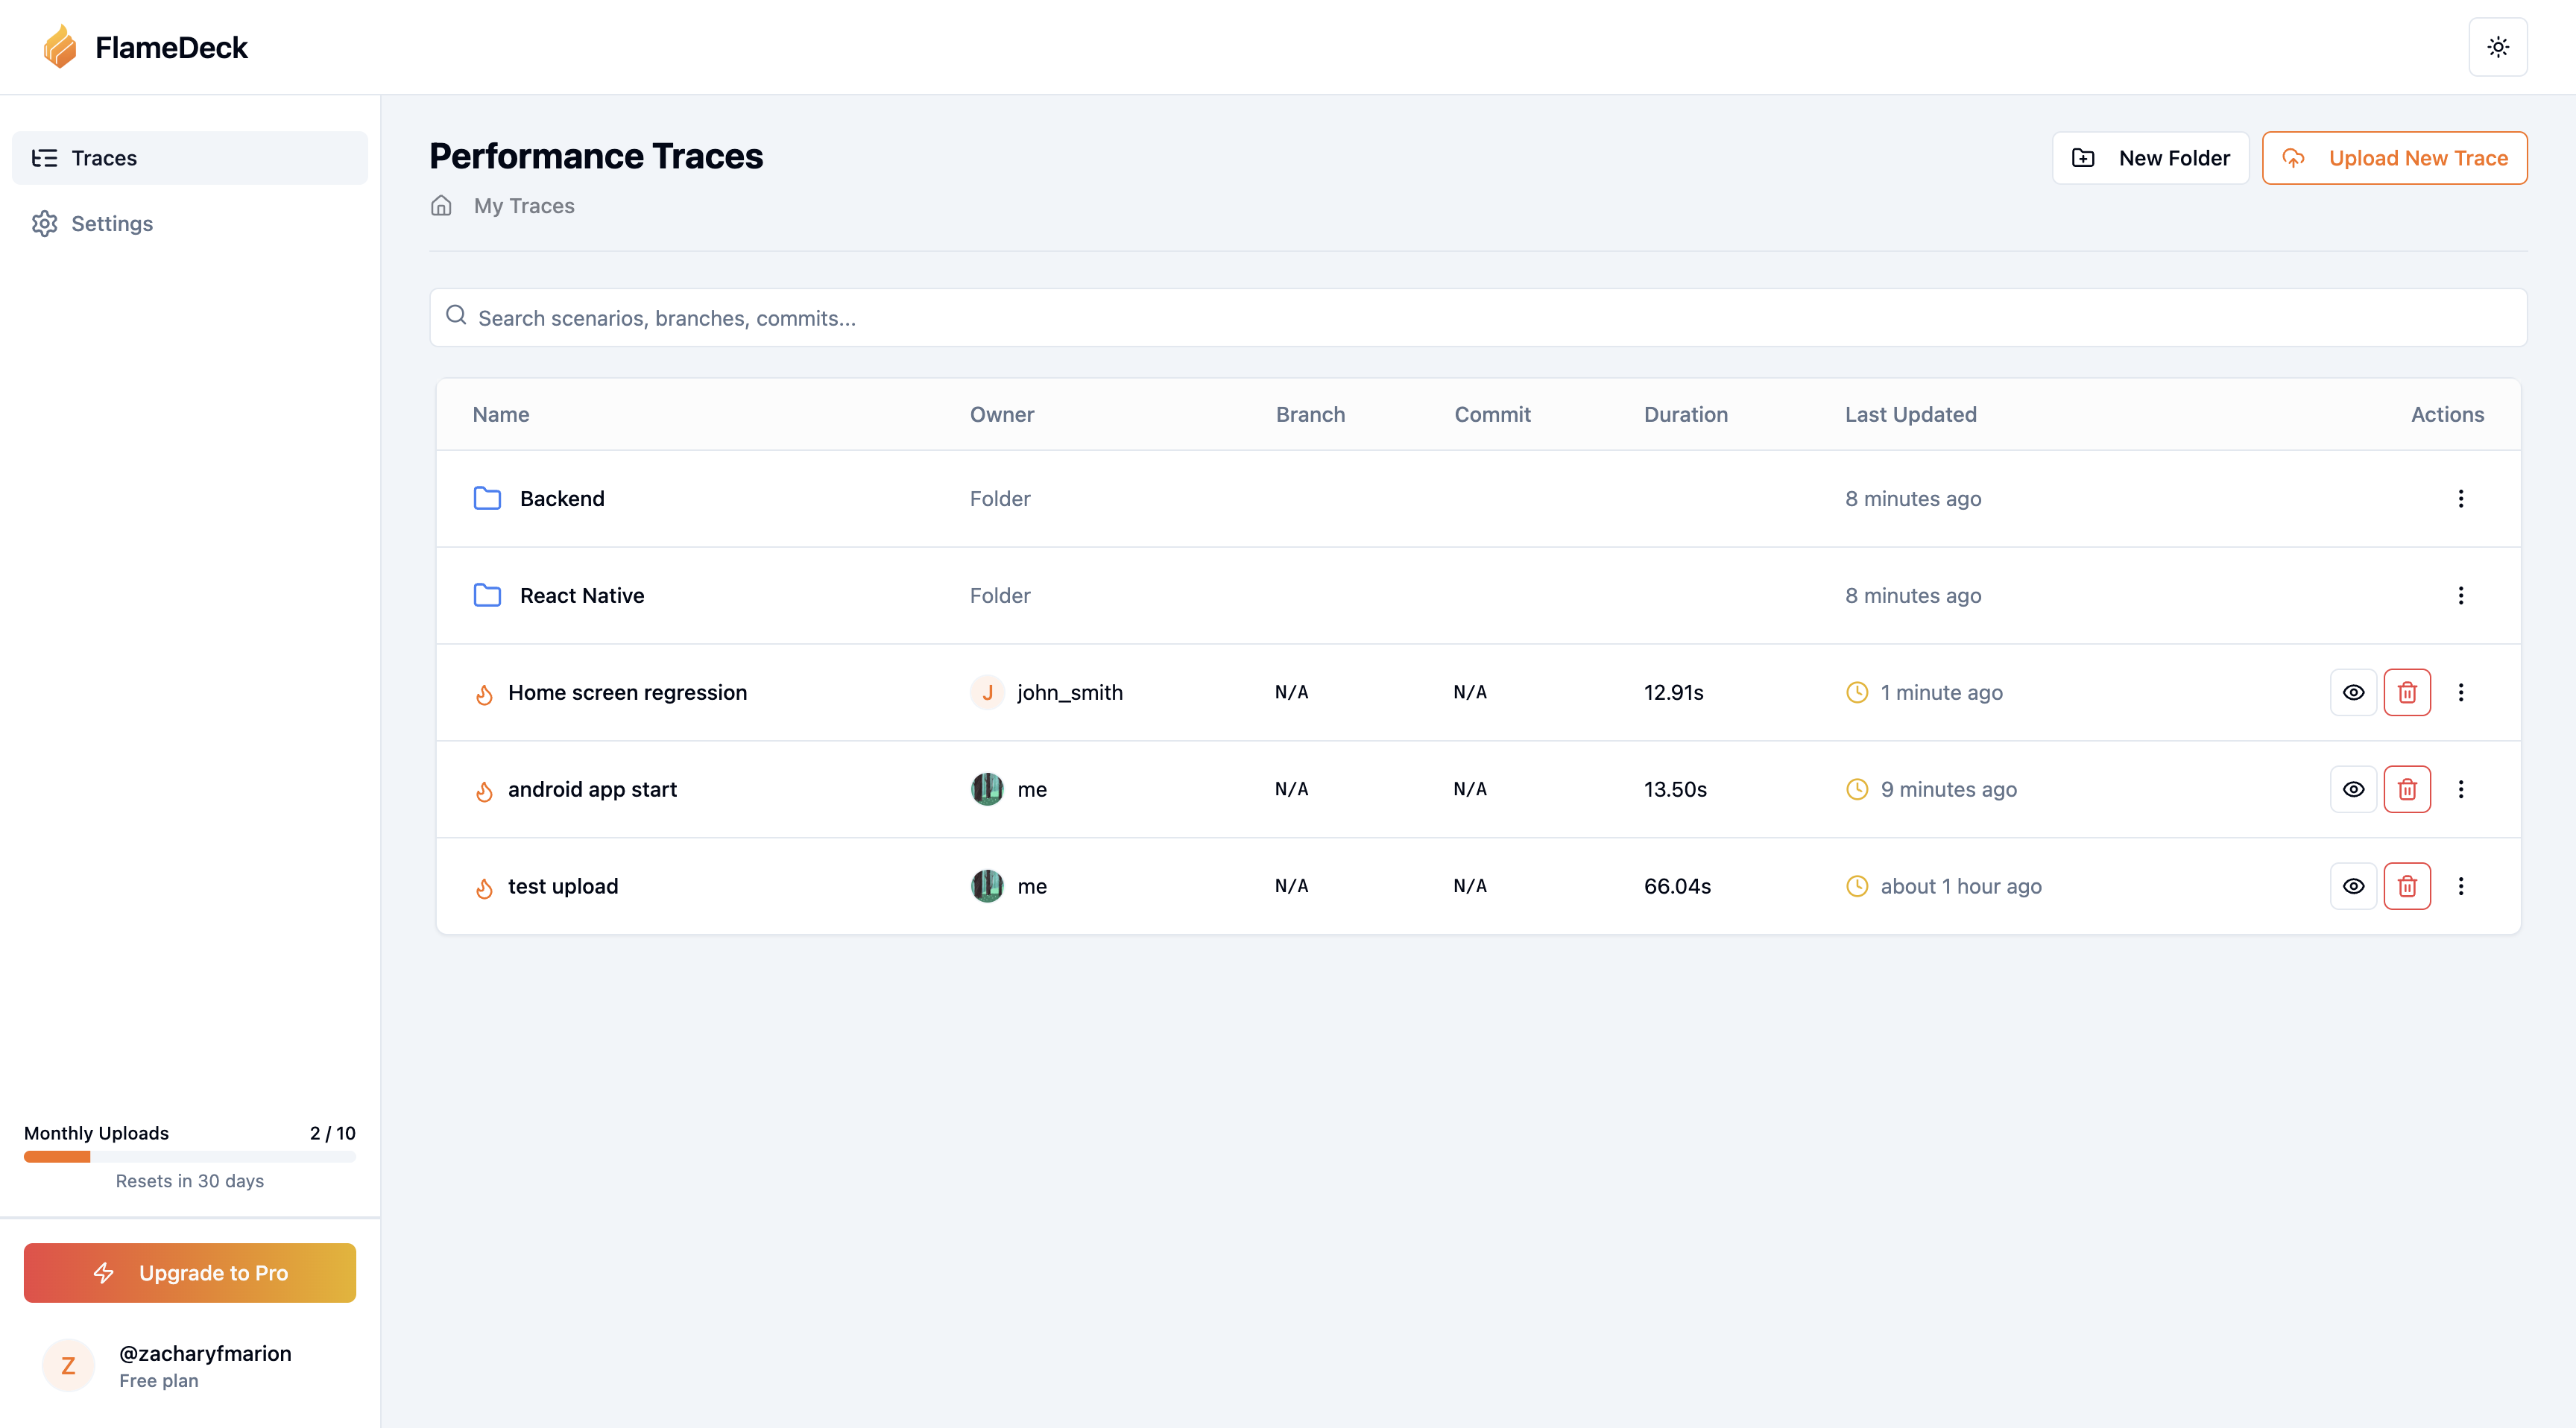 FlameDeck
Traces
Settings
Performance Traces
New Folder
Upload New Trace
My Traces
Search scenarios, branches, commits...
Name Owner Branch Commit Duration Last Updated Actions
Backend Folder 8 minutes ago
React Native Folder 8 minutes ago
Home screen regression J john_smith N/A N/A 12.91s 1 minute ago
android app start me N/A N/A 13.50s 9 minutes ago
test upload me N/A N/A 66.04s about 1 hour ago
Monthly Uploads 2 / 10
Resets in 30 days
Upgrade to Pro
Z
@zacharyfmarion
Free plan